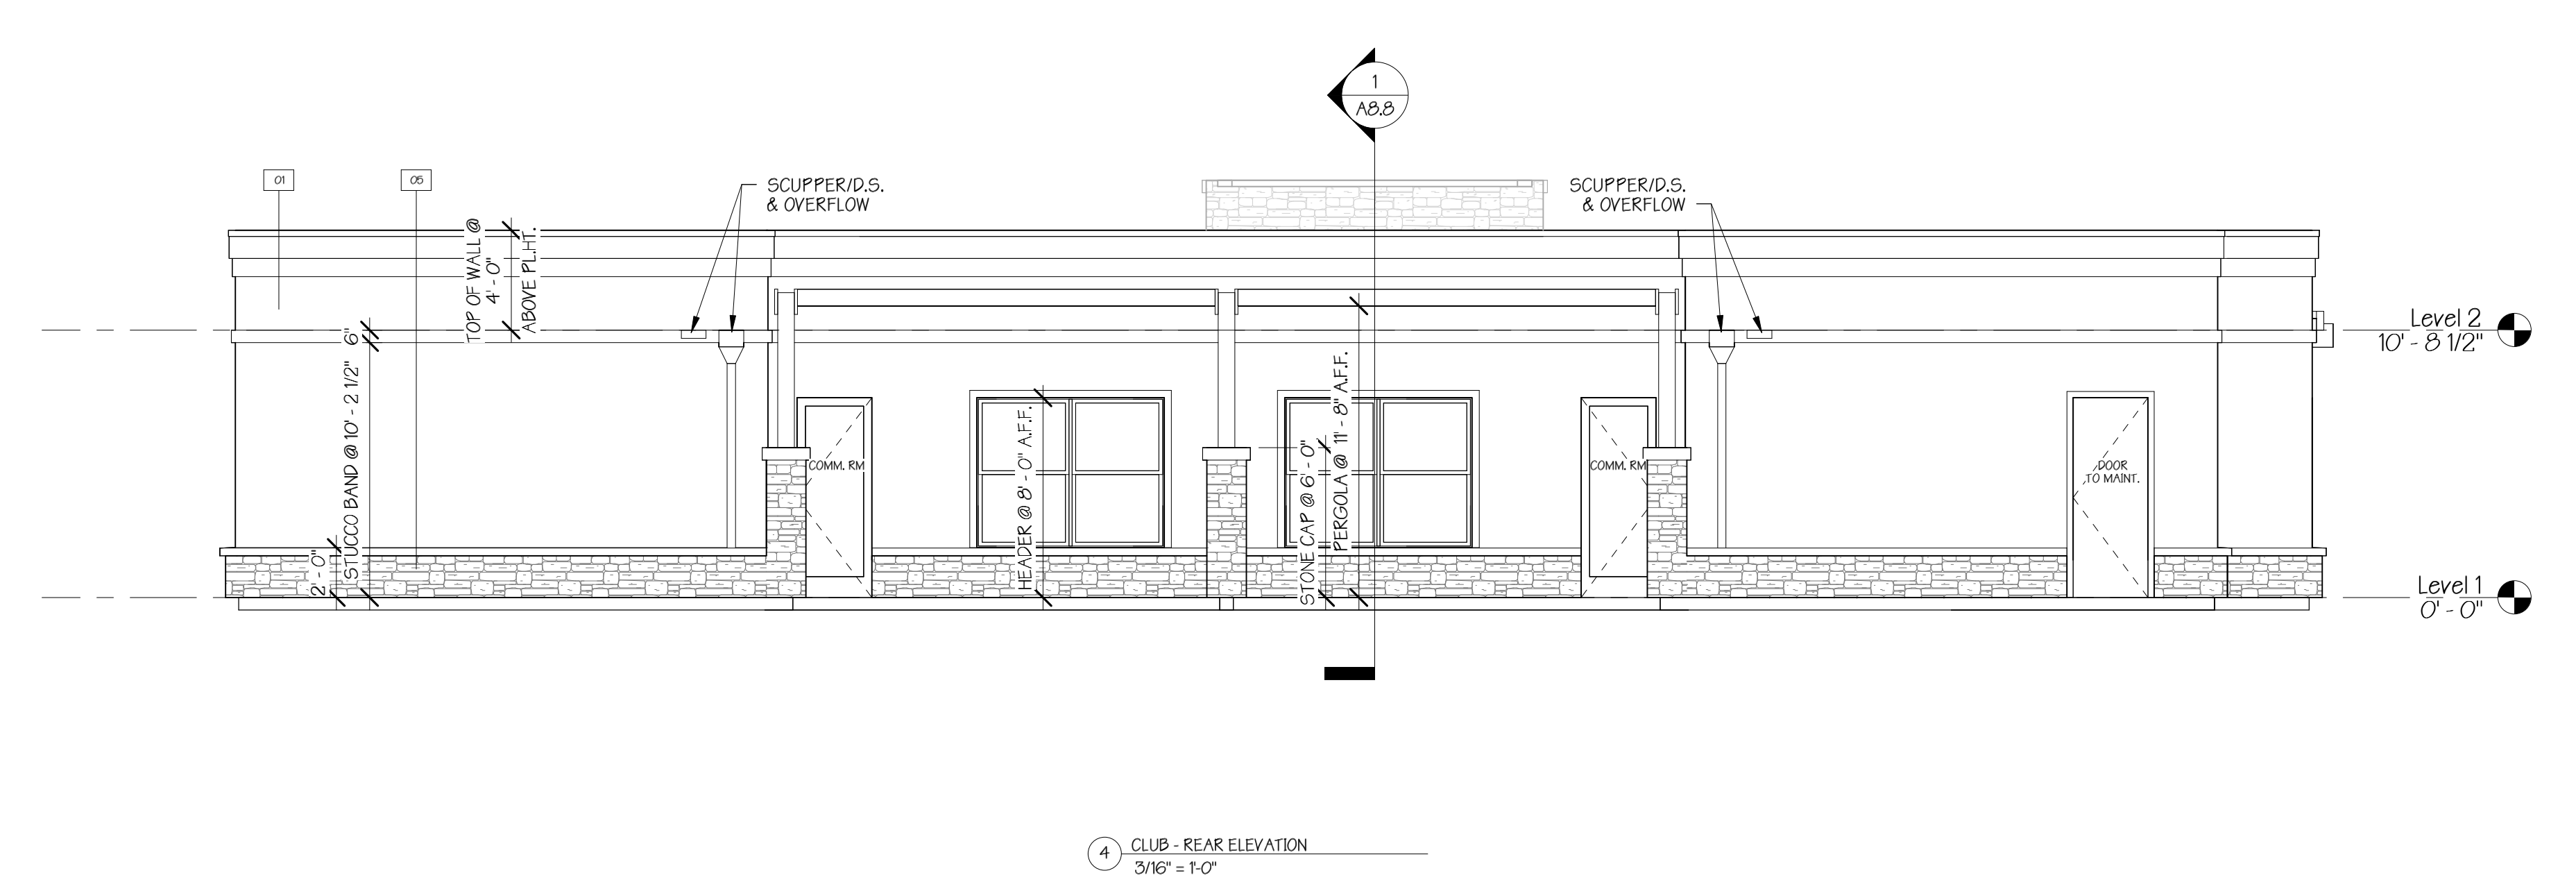 1
A8.8
01
05
SCUPPER/D.S.
& OVERFLOW
SCUPPER/D.S.
& OVERFLOW
TOP OF WALL @
4' - 0"
ABOVE PL.HT.
6"
STUCCO BAND @ 10' - 2 1/2"
2' - 0"
HEADER @ 8' - 0" A.F.F.
STONE CAP @ 6' - 0"
PERGOLA @ 11' - 8" A.F.F.
COMM. RM
COMM. RM
DOOR
TO MAINT.
Level 2
10' - 8 1/2"
Level 1
0' - 0"
4
CLUB - REAR ELEVATION
3/16" = 1'-0"